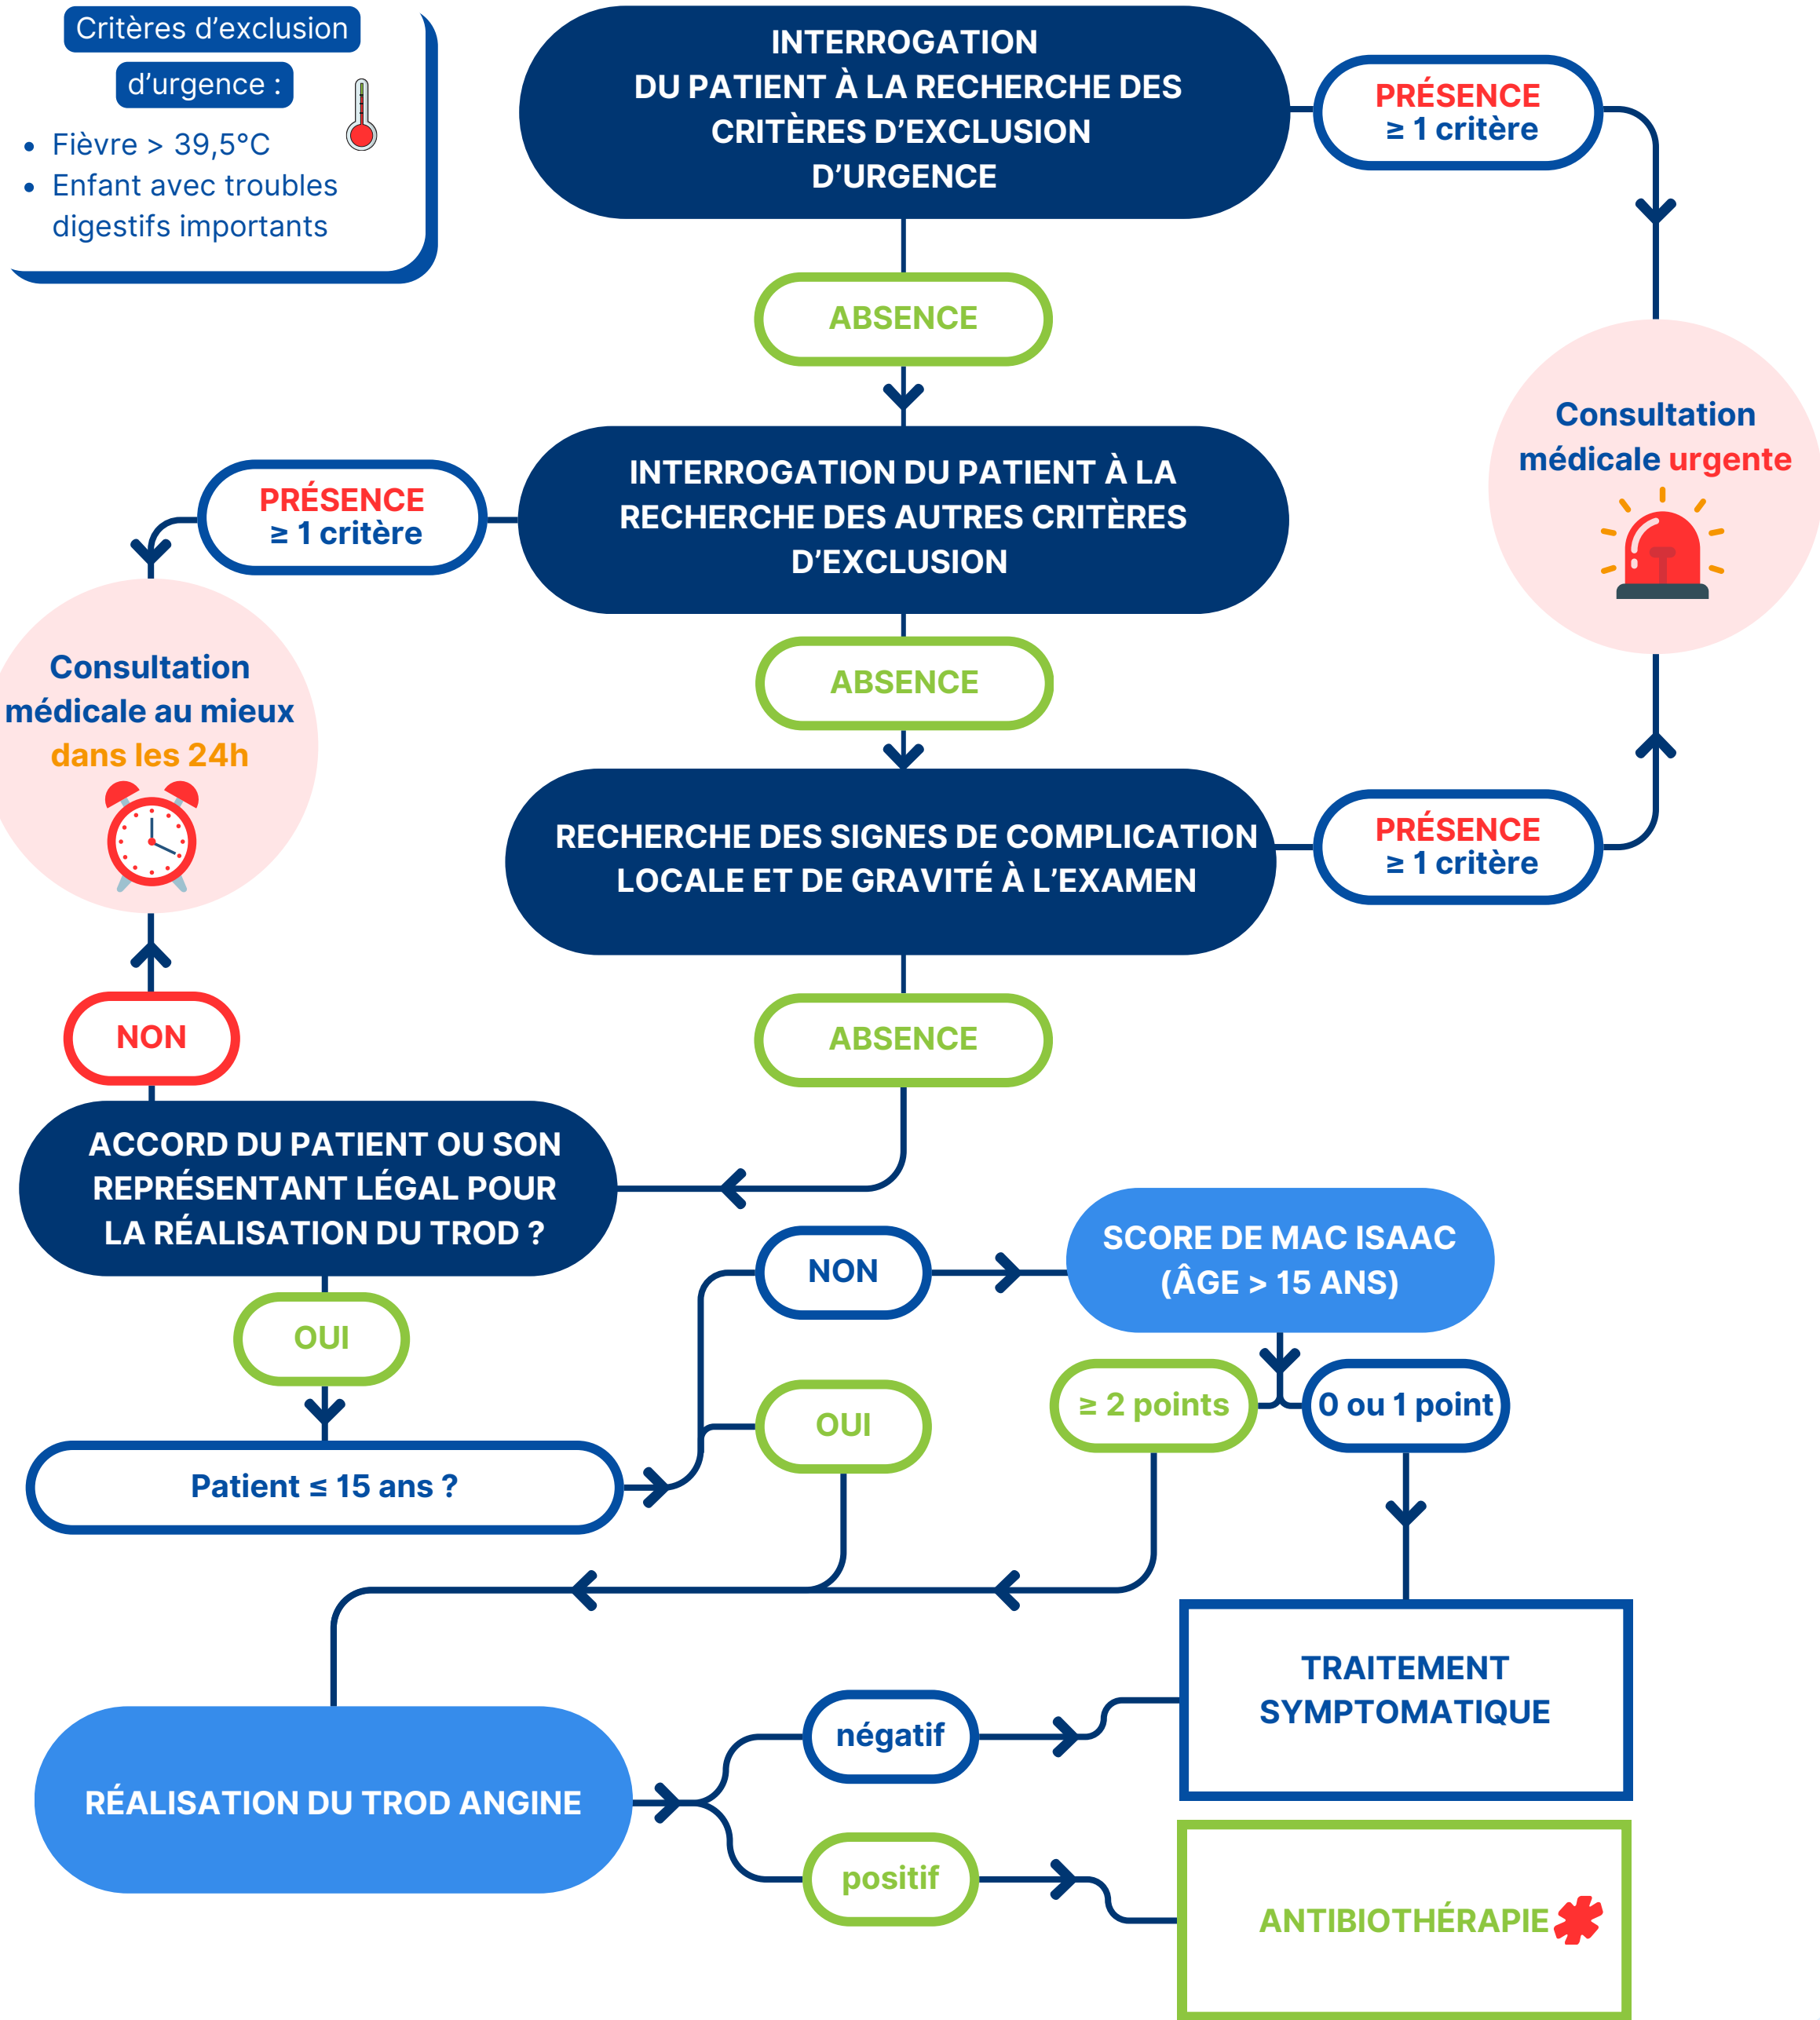 Critères d’exclusion
d’urgence :
• Fièvre > 39,5°C
• Enfant avec troubles
digestifs importants
INTERROGATION
DU PATIENT À LA RECHERCHE DES
CRITÈRES D’EXCLUSION
D’URGENCE
PRÉSENCE
≥ 1 critère
ABSENCE
Consultation
médicale urgente
INTERROGATION DU PATIENT À LA
RECHERCHE DES AUTRES CRITÈRES
D’EXCLUSION
PRÉSENCE
≥ 1 critère
Consultation
médicale au mieux
dans les 24h
ABSENCE
RECHERCHE DES SIGNES DE COMPLICATION
LOCALE ET DE GRAVITÉ À L’EXAMEN
PRÉSENCE
≥ 1 critère
NON
ABSENCE
ACCORD DU PATIENT OU SON
REPRÉSENTANT LÉGAL POUR
LA RÉALISATION DU TROD ?
OUI
Patient ≤ 15 ans ?
NON
OUI
SCORE DE MAC ISAAC
(ÂGE > 15 ANS)
≥ 2 points
0 ou 1 point
TRAITEMENT
SYMPTOMATIQUE
RÉALISATION DU TROD ANGINE
négatif
positif
ANTIBIOTHÉRAPIE